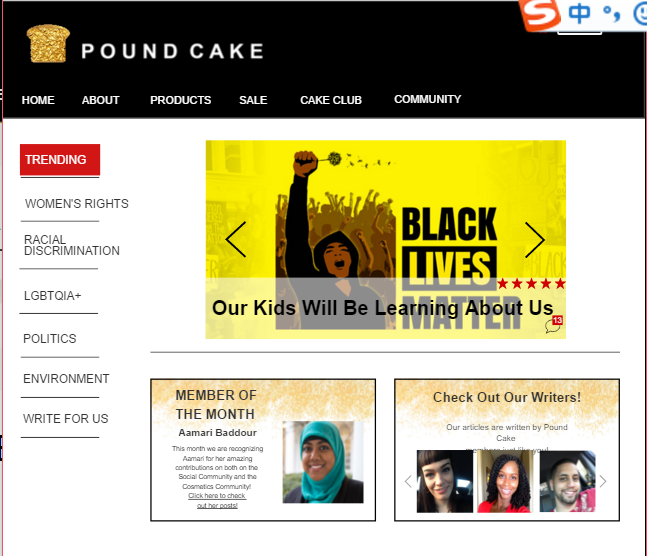 中
POUND CAKE
HOME ABOUT PRODUCTS SALE CAKE CLUB COMMUNITY
TRENDING
WOMEN'S RIGHTS
RACIAL
DISCRIMINATION
LGBTQIA+
POLITICS
ENVIRONMENT
WRITE FOR US
BLACK
LIVES
MATTER
Our Kids Will Be Learning About Us
13
MEMBER OF
THE MONTH
Aamari Baddour
This month we are recognizing
Aamari for her amazing
contributions on both on the
Social Community and the
Cosmetics Community!
Click here to check
out her posts!
Check Out Our Writers!
Our articles are written by Pound
Cake
members just like you!